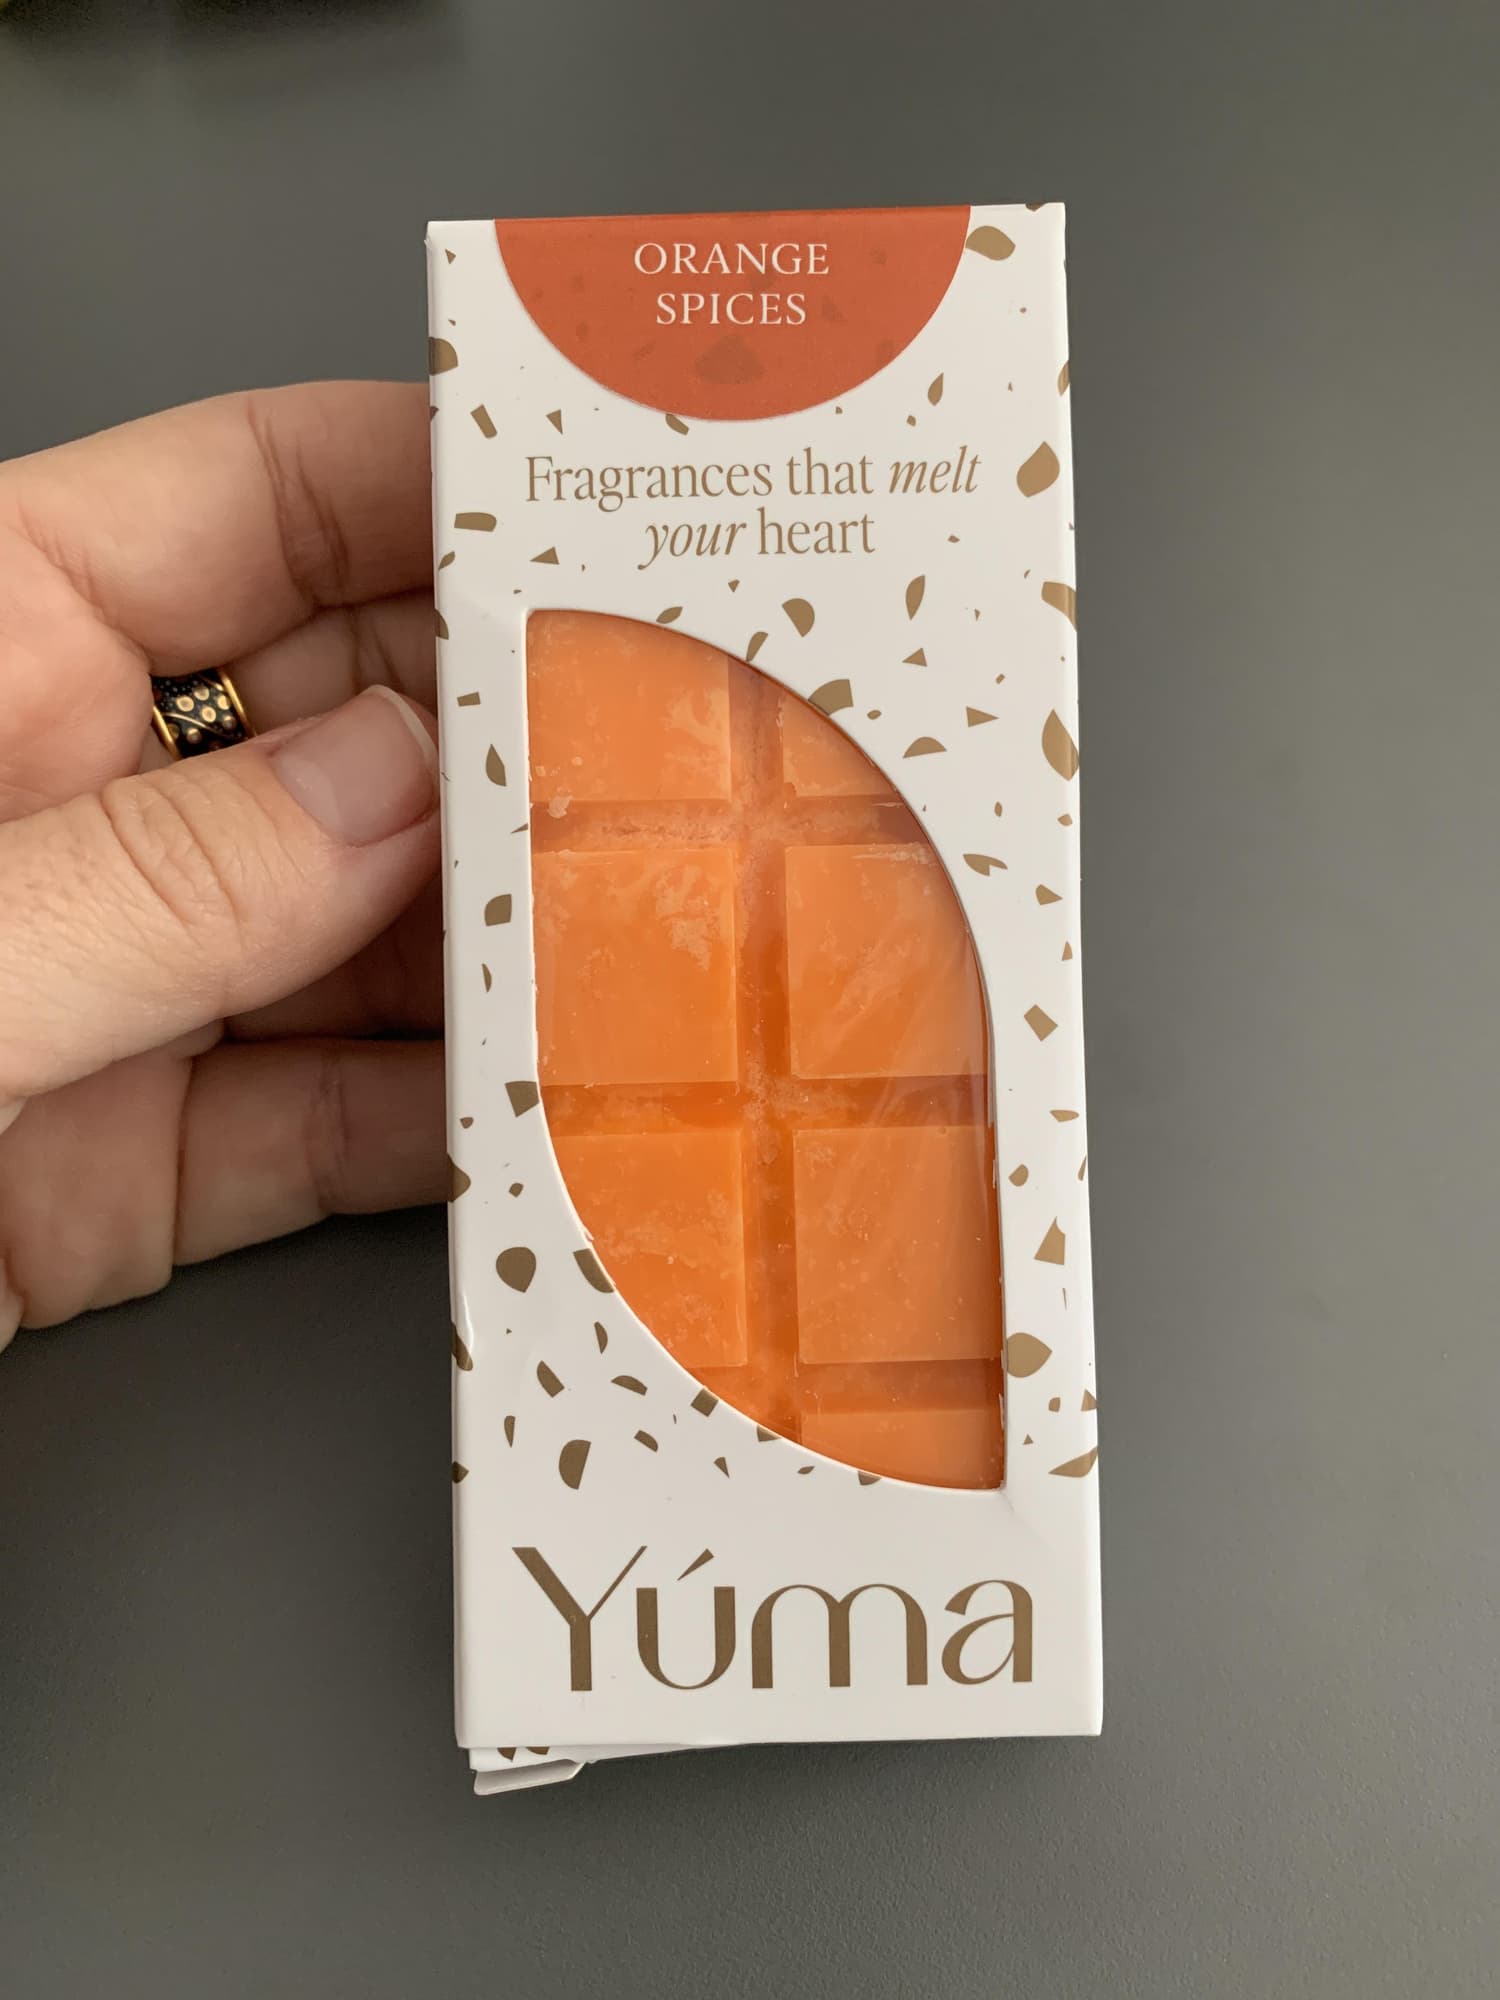 ORANGE
SPICES
Fragrances that melt
your heart
Yúma